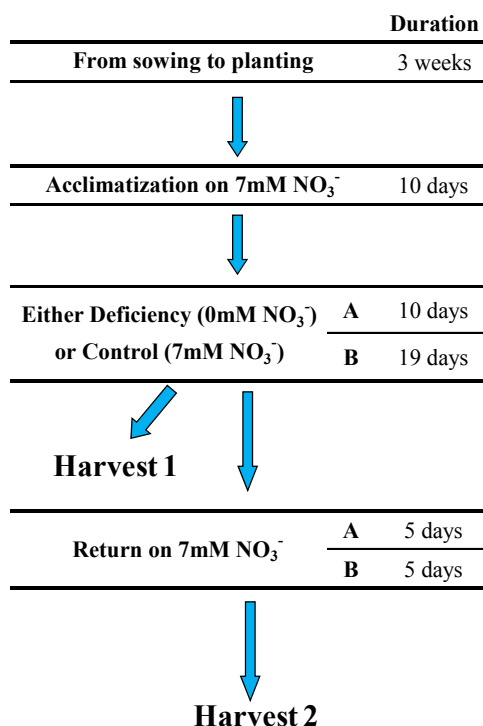 Duration
From sowing to planting 3 weeks
Acclimatization on 7mM NO₃⁻ 10 days
Either Deficiency (0mM NO₃⁻) A 10 days
or Control (7mM NO₃⁻) B 19 days
Harvest 1
Return on 7mM NO₃⁻ A 5 days
B 5 days
Harvest 2